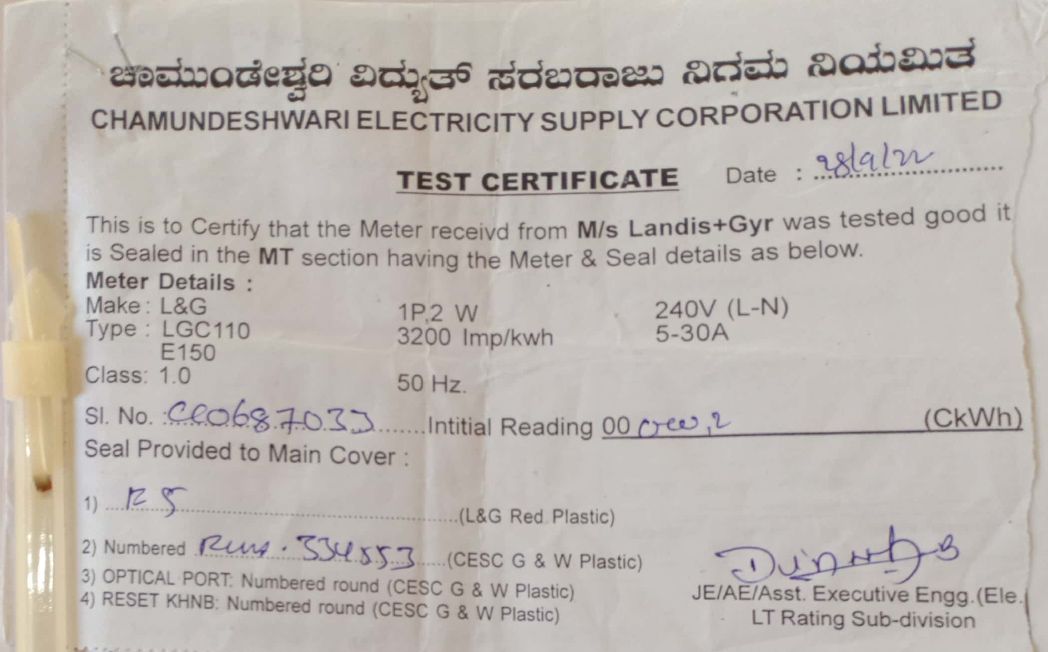 ಚಾಮುಂಡೇಶ್ವರಿ ವಿದ್ಯುತ್ ಸರಬರಾಜು ನಿಗಮ ನಿಯಮಿತ
CHAMUNDESHWARI ELECTRICITY SUPPLY CORPORATION LIMITED
TEST CERTIFICATE Date : 28/9/22
This is to Certify that the Meter receivd from M/s Landis+Gyr was tested good it
is Sealed in the MT section having the Meter & Seal details as below.
Meter Details :
Make : L&G 1P,2 W 240V (L-N)
Type : LGC110 3200 Imp/kwh 5-30A
E150
Class: 1.0 50 Hz.
Sl. No. : Intitial Reading 00 (CkWh)
Seal Provided to Main Cover :
1) (L&G Red Plastic)
2) Numbered 334553 (CESC G & W Plastic)
3) OPTICAL PORT: Numbered round (CESC G & W Plastic)
4) RESET KHNB: Numbered round (CESC G & W Plastic)
JE/AE/Asst. Executive Engg.(Ele.
LT Rating Sub-division